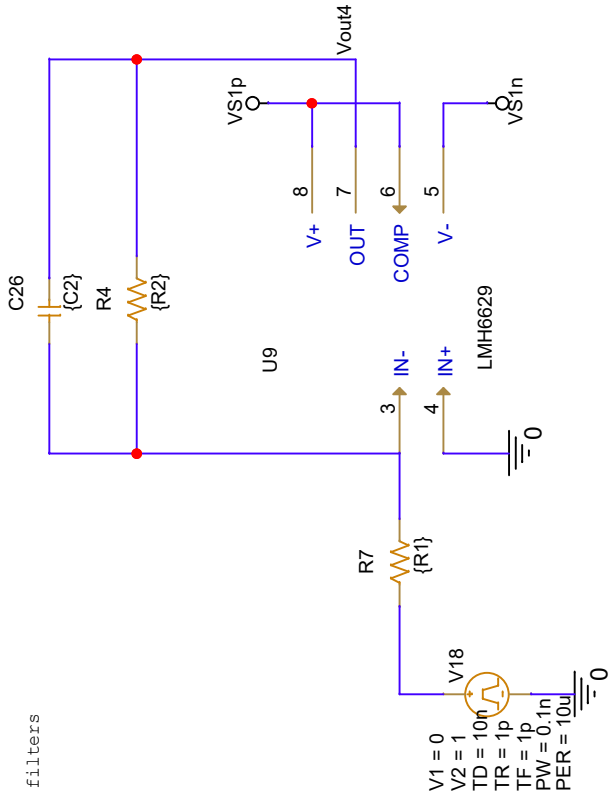 filters
V1 = 0
V2 = 1
TD = 10n
TR = 1p
TF = 1p
PW = 0.1n
PER = 10u
V18
0
R7
{R1}
C26
{C2}
R4
{R2}
U9
3
IN-
4
IN+
LMH6629
0
V+
8
OUT
7
COMP
6
V-
5
VS1p
VS1n
Vout4